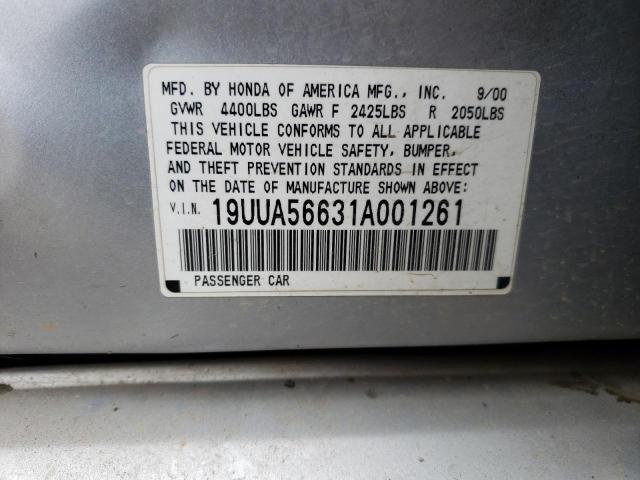 MFD. BY HONDA OF AMERICA MFG., INC. 9/00
GVWR 4400LBS GAWR F 2425LBS R 2050LBS
THIS VEHICLE CONFORMS TO ALL APPLICABLE
FEDERAL MOTOR VEHICLE SAFETY, BUMPER,
AND THEFT PREVENTION STANDARDS IN EFFECT
ON THE DATE OF MANUFACTURE SHOWN ABOVE:
V.I.N. 19UUA56631A001261
PASSENGER CAR